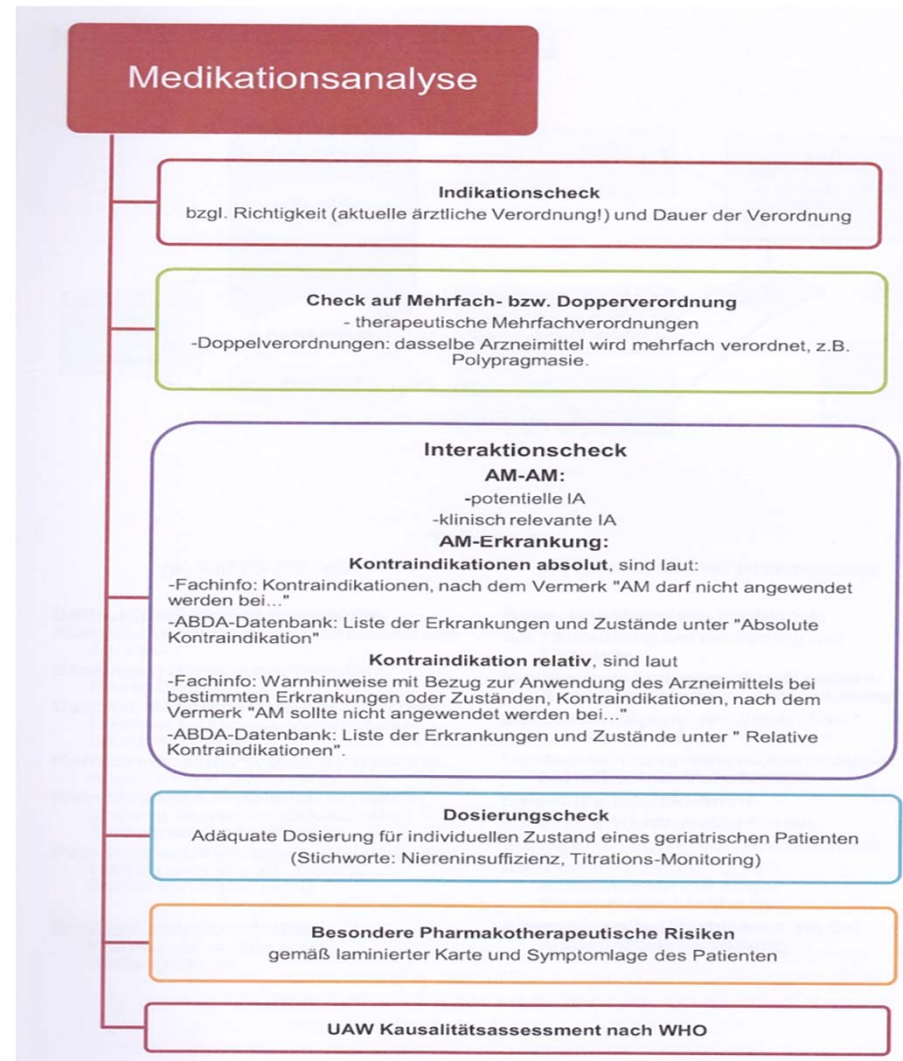 Medikationsanalyse
Indikationscheck
bzgl. Richtigkeit (aktuelle ärztliche Verordnung!) und Dauer der Verordnung
Check auf Mehrfach- bzw. Dopperverordnung
- therapeutische Mehrfachverordnungen
-Doppelverordnungen: dasselbe Arzneimittel wird mehrfach verordnet, z.B.
Polypragmasie.
Interaktionscheck
AM-AM:
-potentielle IA
-klinisch relevante IA
AM-Erkrankung:
Kontraindikationen absolut, sind laut:
-Fachinfo: Kontraindikationen, nach dem Vermerk "AM darf nicht angewendet
werden bei..."
-ABDA-Datenbank: Liste der Erkrankungen und Zustände unter "Absolute
Kontraindikation"
Kontraindikation relativ, sind laut
-Fachinfo: Warnhinweise mit Bezug zur Anwendung des Arzneimittels bei
bestimmten Erkrankungen oder Zuständen, Kontraindikationen, nach dem
Vermerk "AM sollte nicht angewendet werden bei..."
-ABDA-Datenbank: Liste der Erkrankungen und Zustände unter " Relative
Kontraindikationen".
Dosierungscheck
Adäquate Dosierung für individuellen Zustand eines geriatrischen Patienten
(Stichworte: Niereninsuffizienz, Titrations-Monitoring)
Besondere Pharmakotherapeutische Risiken
gemäß laminierter Karte und Symptomlage des Patienten
UAW Kausalitätsassessment nach WHO